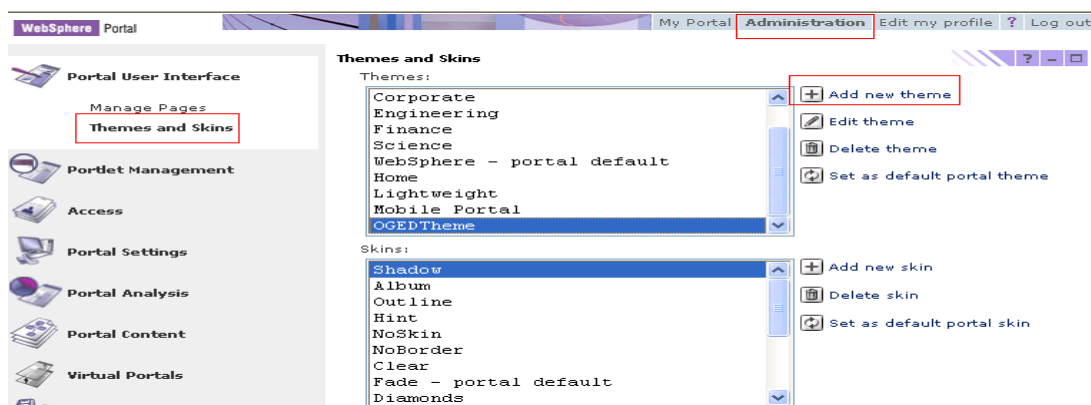 WebSphere Portal
My Portal Administration Edit my profile ? Log out
Portal User Interface
Manage Pages
Themes and Skins
Portlet Management
Access
Portal Settings
Portal Analysis
Portal Content
Virtual Portals
Themes and Skins
?
Themes:
Corporate
Engineering
Finance
Science
WebSphere - portal default
Home
Lightweight
Mobile Portal
OGEDTheme
Add new theme
Edit theme
Delete theme
Set as default portal theme
Skins:
Shadow
Album
Outline
Hint
NoSkin
NoBorder
Clear
Fade - portal default
Diamonds
Add new skin
Delete skin
Set as default portal skin